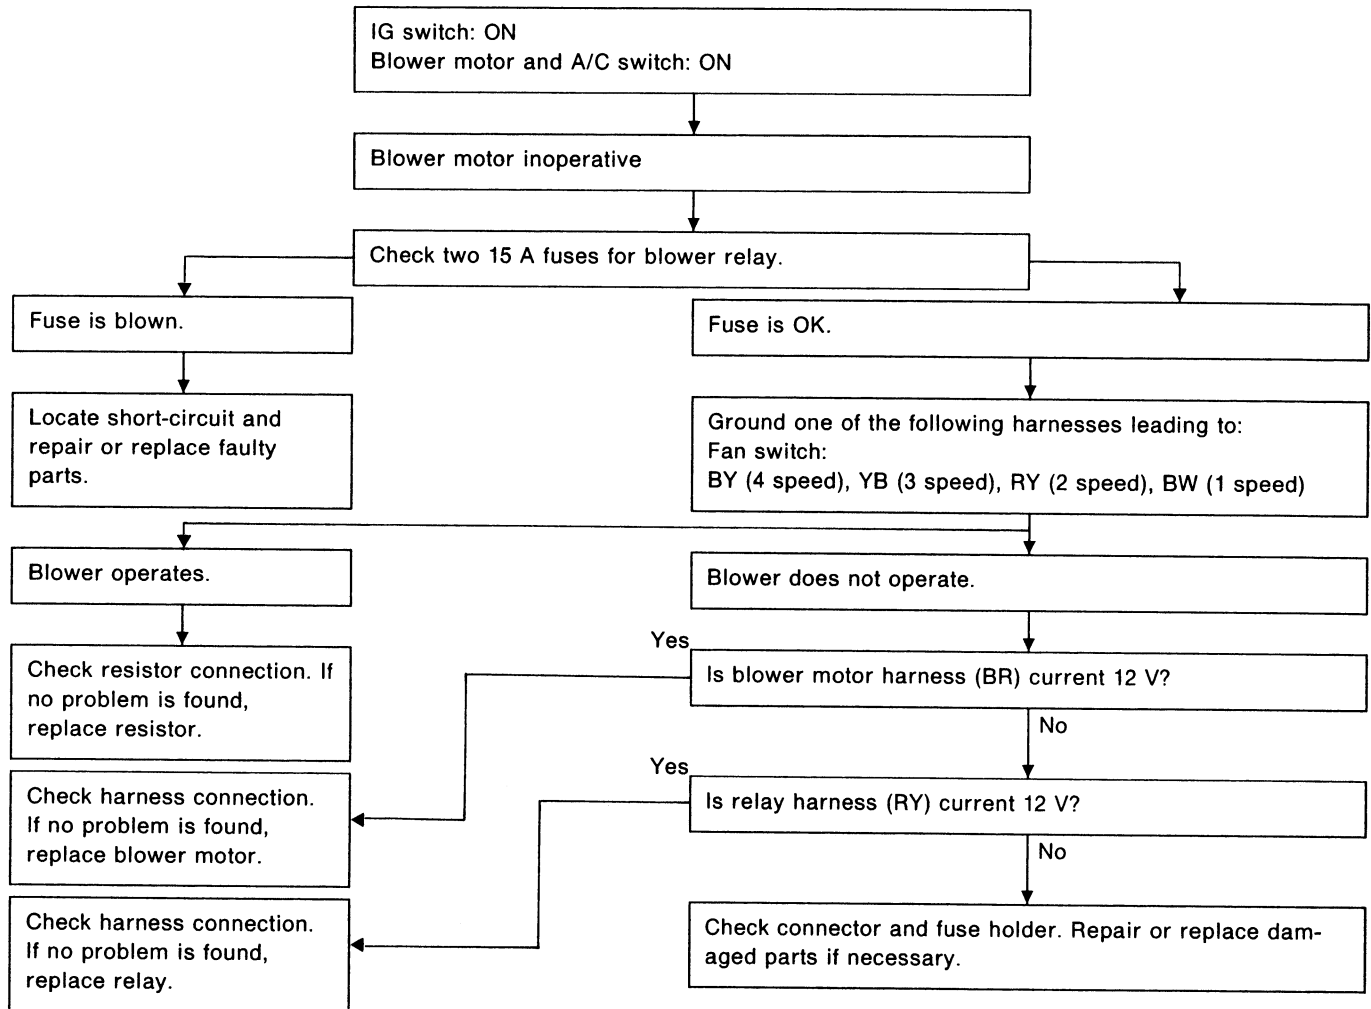 IG switch: ON
Blower motor and A/C switch: ON
Blower motor inoperative
Check two 15 A fuses for blower relay.
Fuse is blown.
Fuse is OK.
Locate short-circuit and
repair or replace faulty
parts.
Ground one of the following harnesses leading to:
Fan switch:
BY (4 speed), YB (3 speed), RY (2 speed), BW (1 speed)
Blower operates.
Blower does not operate.
Check resistor connection. If
no problem is found,
replace resistor.
Yes
Is blower motor harness (BR) current 12 V?
No
Check harness connection.
If no problem is found,
replace blower motor.
Yes
Is relay harness (RY) current 12 V?
No
Check harness connection.
If no problem is found,
replace relay.
Check connector and fuse holder. Repair or replace dam-
aged parts if necessary.